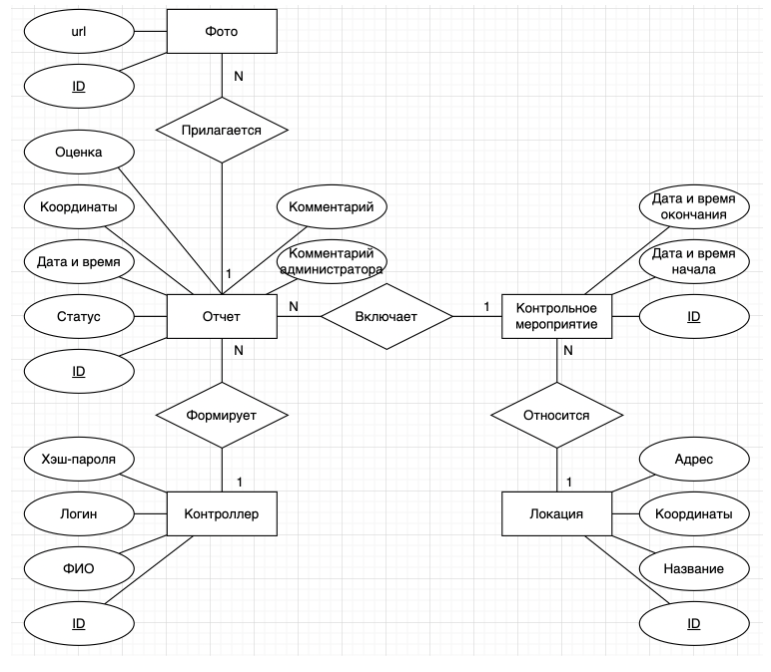 url
Фото
ID
N
Прилагается
Оценка
Координаты
Комментарий
Дата и время
окончания
Дата и время
1
Комментарий
администратора
Дата и время
начала
Статус
Отчет
N
Включает
1
Контрольное
мероприятие
ID
ID
N
N
Формирует
Относится
Хэш-пароля
1
1
Адрес
Логин
Контроллер
Локация
Координаты
ФИО
Название
ID
ID